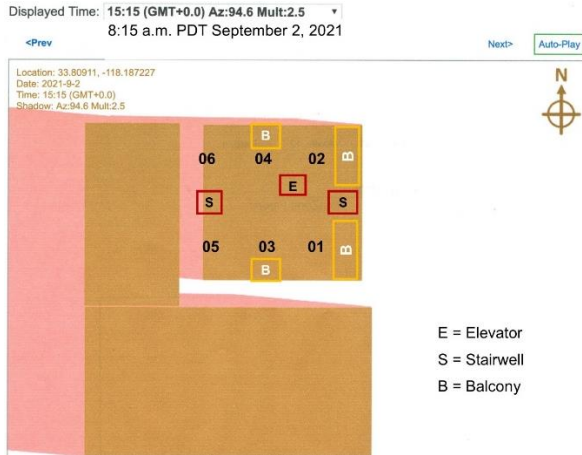 Displayed Time: 15:15 (GMT+0.0) Az:94.6 Mult:2.5
8:15 a.m. PDT September 2, 2021
<Prev Next> Auto-Play
Location: 33.80911, -118.187227
Date: 2021-9-2
Time: 15:15 (GMT+0.0)
Shadow: Az:94.6 Mult:2.5
N
B
06 04 02 B
E
S S
05 03 01 B
B
E = Elevator
S = Stairwell
B = Balcony